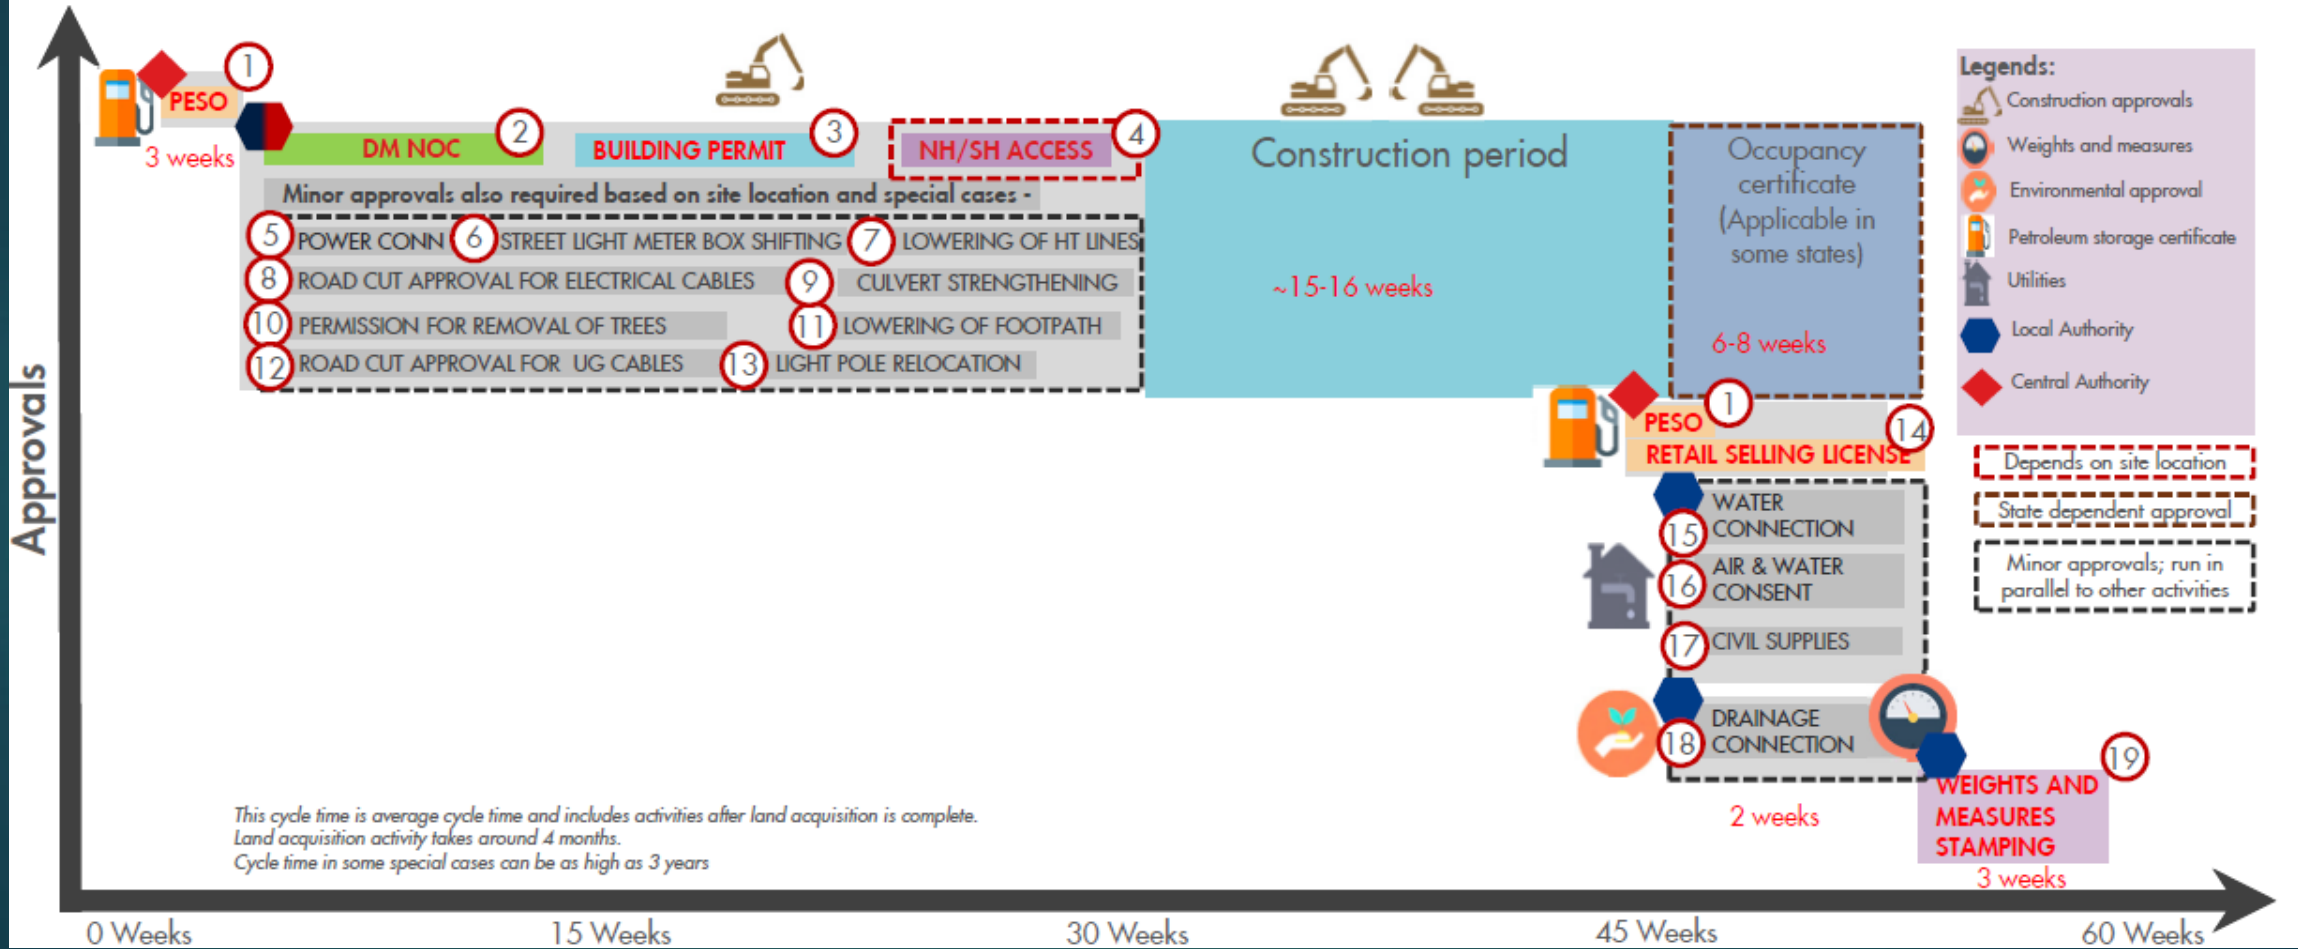 Approvals
1
PESO
3 weeks
DM NOC
2
BUILDING PERMIT
3
NH/SH ACCESS
4
Minor approvals also required based on site location and special cases -
5 POWER CONN 6 STREET LIGHT METER BOX SHIFTING 7 LOWERING OF HT LINES
8 ROAD CUT APPROVAL FOR ELECTRICAL CABLES 9 CULVERT STRENGTHENING
10 PERMISSION FOR REMOVAL OF TREES 11 LOWERING OF FOOTPATH
12 ROAD CUT APPROVAL FOR UG CABLES 13 LIGHT POLE RELOCATION
Construction period
~15-16 weeks
Occupancy
certificate
(Applicable in
some states)
6-8 weeks
PESO 1
RETAIL SELLING LICENSE 14
WATER
15 CONNECTION
AIR & WATER
16 CONSENT
17 CIVIL SUPPLIES
DRAINAGE
18 CONNECTION
2 weeks
19
WEIGHTS AND
MEASURES
STAMPING
3 weeks
Legends:
Construction approvals
Weights and measures
Environmental approval
Petroleum storage certificate
Utilities
Local Authority
Central Authority
Depends on site location
State dependent approval
Minor approvals; run in
parallel to other activities
This cycle time is average cycle time and includes activities after land acquisition is complete.
Land acquisition activity takes around 4 months.
Cycle time in some special cases can be as high as 3 years
0 Weeks 15 Weeks 30 Weeks 45 Weeks 60 Weeks